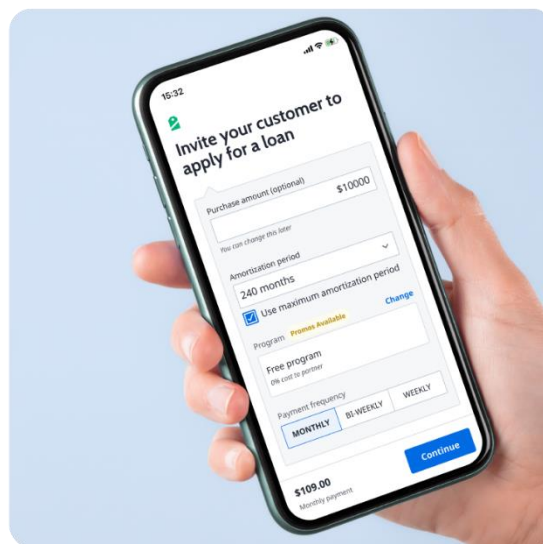 15:32
Invite your customer to
apply for a loan
Purchase amount (optional)
$10000
You can change this later
Amortization period
240 months
Use maximum amortization period
Program Promos Available Change
Free program
0% cost to partner
Payment frequency
MONTHLY BI-WEEKLY WEEKLY
$109.00
Monthly payment
Continue